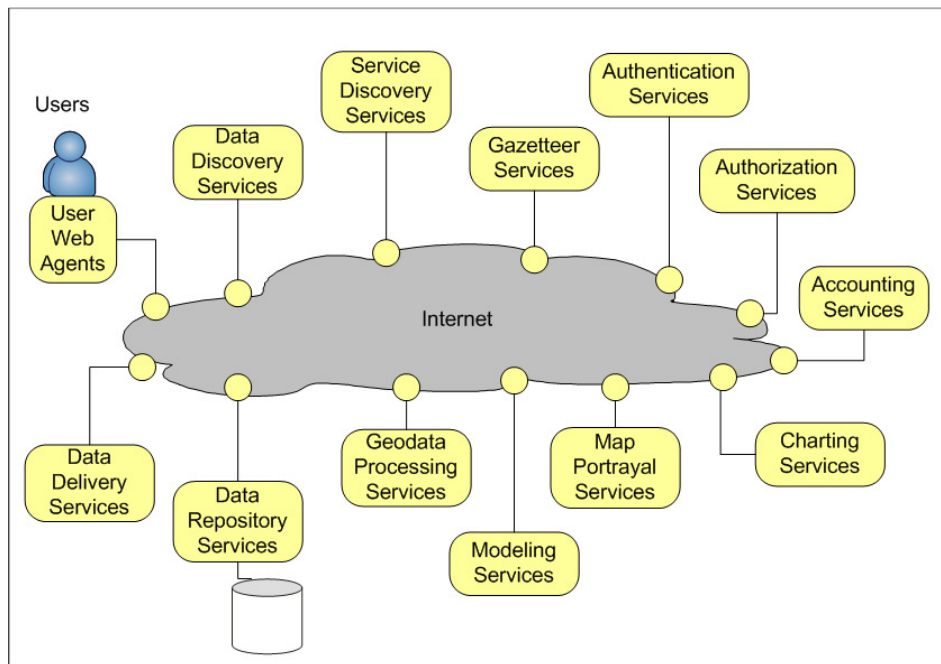 Users
User
Web
Agents
Data
Discovery
Services
Service
Discovery
Services
Gazetteer
Services
Authentication
Services
Authorization
Services
Accounting
Services
Internet
Data
Delivery
Services
Data
Repository
Services
Geodata
Processing
Services
Modeling
Services
Map
Portrayal
Services
Charting
Services